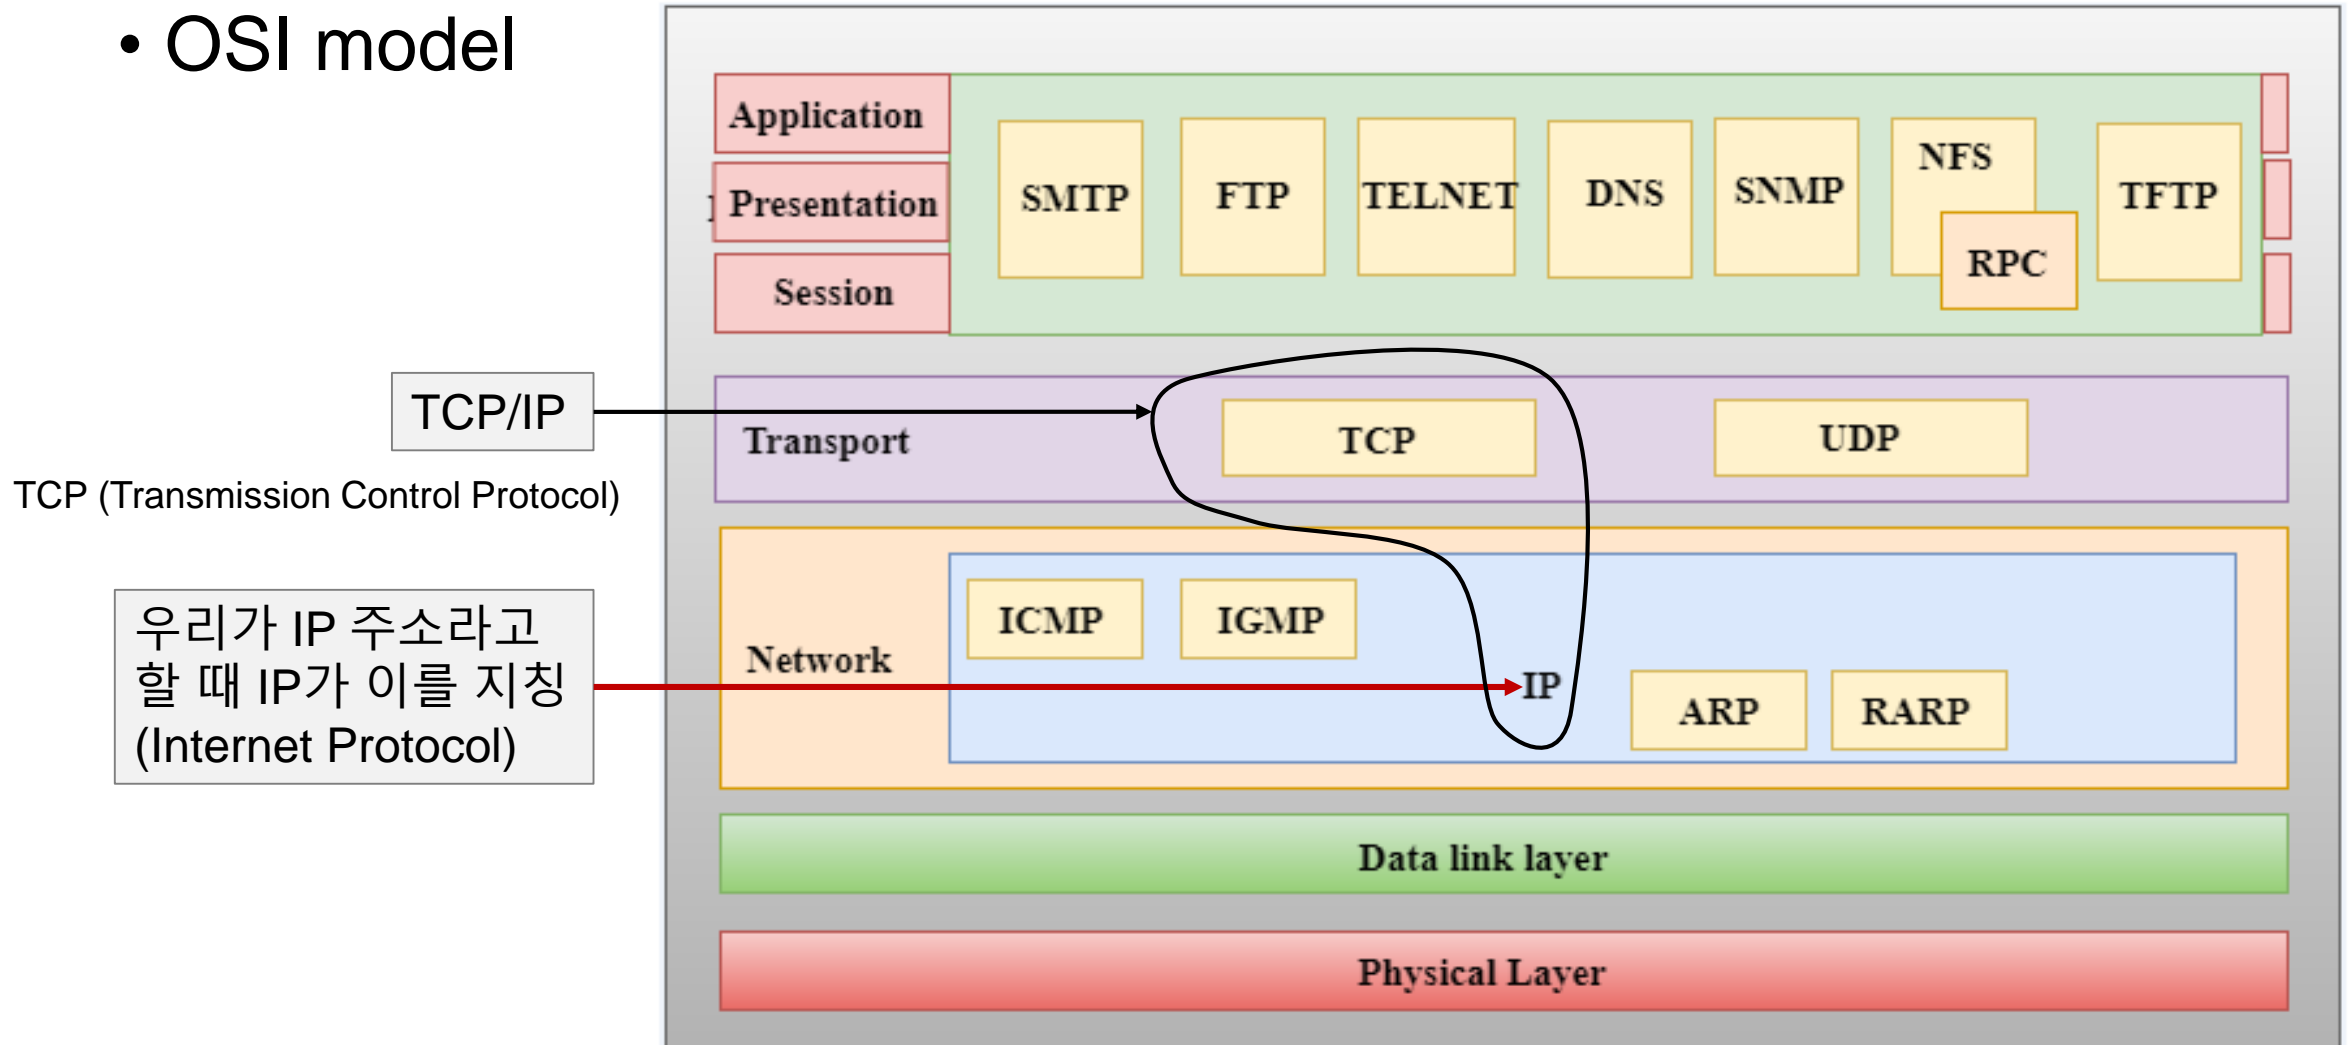 • OSI model
Application
Presentation
Session
SMTP
FTP
TELNET
DNS
SNMP
NFS
RPC
TFTP
TCP/IP
TCP (Transmission Control Protocol)
Transport
TCP
UDP
우리가 IP 주소라고
할 때 IP가 이를 지칭
(Internet Protocol)
Network
ICMP
IGMP
IP
ARP
RARP
Data link layer
Physical Layer